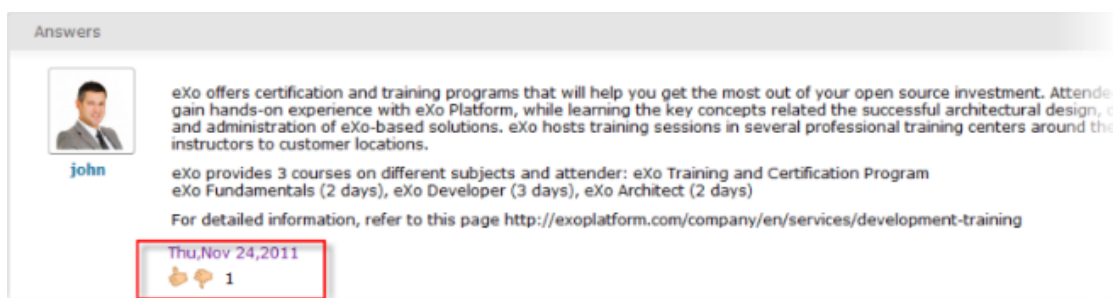 Answers
eXo offers certification and training programs that will help you get the most out of your open source investment.
gain hands-on experience with eXo Platform, while learning the key concepts related the successful architectural design,
and administration of eXo-based solutions. eXo hosts training sessions in several professional training centers around the
instructors to customer locations.
john
eXo provides 3 courses on different subjects and attender: eXo Training and Certification Program
eXo Fundamentals (2 days), eXo Developer (3 days), eXo Architect (2 days)
For detailed information, refer to this page http://exoplatform.com/company/en/services/development-training
Thu,Nov 24,2011
1